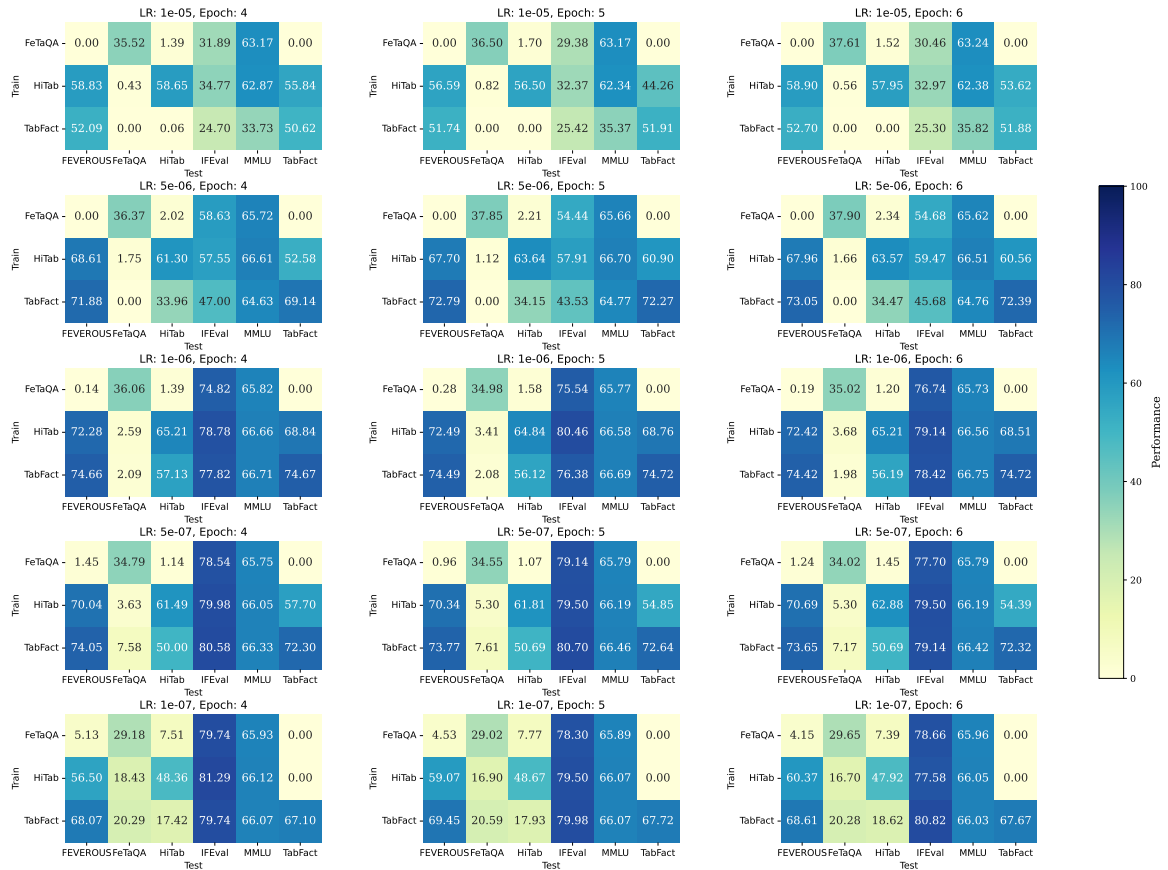 LR: 1e-05, Epoch: 4 LR: 1e-05, Epoch: 5 LR: 1e-05, Epoch: 6
FeTaQA 0.00 35.52 1.39 31.89 63.17 0.00 FeTaQA 0.00 36.50 1.70 29.38 63.17 0.00 FeTaQA 0.00 37.61 1.52 30.46 63.24 0.00
Train HiTab 58.83 0.43 58.65 34.77 62.87 55.84 Train HiTab 56.59 0.82 56.50 32.37 62.34 44.26 Train HiTab 58.90 0.56 57.95 32.97 62.38 53.62
TabFact 52.09 0.00 0.06 24.70 33.73 50.62 TabFact 51.74 0.00 0.00 25.42 35.37 51.91 TabFact 52.70 0.00 0.00 25.30 35.82 51.88
FEVEROUS FeTaQA HiTab IFEval MMLU TabFact FEVEROUS FeTaQA HiTab IFEval MMLU TabFact FEVEROUS FeTaQA HiTab IFEval MMLU TabFact
Test Test Test
LR: 5e-06, Epoch: 4 LR: 5e-06, Epoch: 5 LR: 5e-06, Epoch: 6
FeTaQA 0.00 36.37 2.02 58.63 65.72 0.00 FeTaQA 0.00 37.85 2.21 54.44 65.66 0.00 FeTaQA 0.00 37.90 2.34 54.68 65.62 0.00
Train HiTab 68.61 1.75 61.30 57.55 66.61 52.58 Train HiTab 67.70 1.12 63.64 57.91 66.70 60.90 Train HiTab 67.96 1.66 63.57 59.47 66.51 60.56
TabFact 71.88 0.00 33.96 47.00 64.63 69.14 TabFact 72.79 0.00 34.15 43.53 64.77 72.27 TabFact 73.05 0.00 34.47 45.68 64.76 72.39
FEVEROUS FeTaQA HiTab IFEval MMLU TabFact FEVEROUS FeTaQA HiTab IFEval MMLU TabFact FEVEROUS FeTaQA HiTab IFEval MMLU TabFact
Test Test Test
LR: 1e-06, Epoch: 4 LR: 1e-06, Epoch: 5 LR: 1e-06, Epoch: 6
FeTaQA 0.14 36.06 1.39 74.82 65.82 0.00 FeTaQA 0.28 34.98 1.58 75.54 65.77 0.00 FeTaQA 0.19 35.02 1.20 76.74 65.73 0.00
Train HiTab 72.28 2.59 65.21 78.78 66.66 68.84 Train HiTab 72.49 3.41 64.84 80.46 66.58 68.76 Train HiTab 72.42 3.68 65.21 79.14 66.56 68.51
TabFact 74.66 2.09 57.13 77.82 66.71 74.67 TabFact 74.49 2.08 56.12 76.38 66.69 74.72 TabFact 74.42 1.98 56.19 78.42 66.75 74.72
FEVEROUS FeTaQA HiTab IFEval MMLU TabFact FEVEROUS FeTaQA HiTab IFEval MMLU TabFact FEVEROUS FeTaQA HiTab IFEval MMLU TabFact
Test Test Test
LR: 5e-07, Epoch: 4 LR: 5e-07, Epoch: 5 LR: 5e-07, Epoch: 6
FeTaQA 1.45 34.79 1.14 78.54 65.75 0.00 FeTaQA 0.96 34.55 1.07 79.14 65.79 0.00 FeTaQA 1.24 34.02 1.45 77.70 65.79 0.00
Train HiTab 70.04 3.63 61.49 79.98 66.05 57.70 Train HiTab 70.34 5.30 61.81 79.50 66.19 54.85 Train HiTab 70.69 5.30 62.88 79.50 66.19 54.39
TabFact 74.05 7.58 50.00 80.58 66.33 72.30 TabFact 73.77 7.61 50.69 80.70 66.46 72.64 TabFact 73.65 7.17 50.69 79.14 66.42 72.32
FEVEROUS FeTaQA HiTab IFEval MMLU TabFact FEVEROUS FeTaQA HiTab IFEval MMLU TabFact FEVEROUS FeTaQA HiTab IFEval MMLU TabFact
Test Test Test
LR: 1e-07, Epoch: 4 LR: 1e-07, Epoch: 5 LR: 1e-07, Epoch: 6
FeTaQA 5.13 29.18 7.51 79.74 65.93 0.00 FeTaQA 4.53 29.02 7.77 78.30 65.89 0.00 FeTaQA 4.15 29.65 7.39 78.66 65.96 0.00
Train HiTab 56.50 18.43 48.36 81.29 66.12 0.00 Train HiTab 59.07 16.90 48.67 79.50 66.07 0.00 Train HiTab 60.37 16.70 47.92 77.58 66.05 0.00
TabFact 68.07 20.29 17.42 79.74 66.07 67.10 TabFact 69.45 20.59 17.93 79.98 66.07 67.72 TabFact 68.61 20.28 18.62 80.82 66.03 67.67
FEVEROUS FeTaQA HiTab IFEval MMLU TabFact FEVEROUS FeTaQA HiTab IFEval MMLU TabFact FEVEROUS FeTaQA HiTab IFEval MMLU TabFact
Test Test Test
100
80
60
40
20
0
Performance